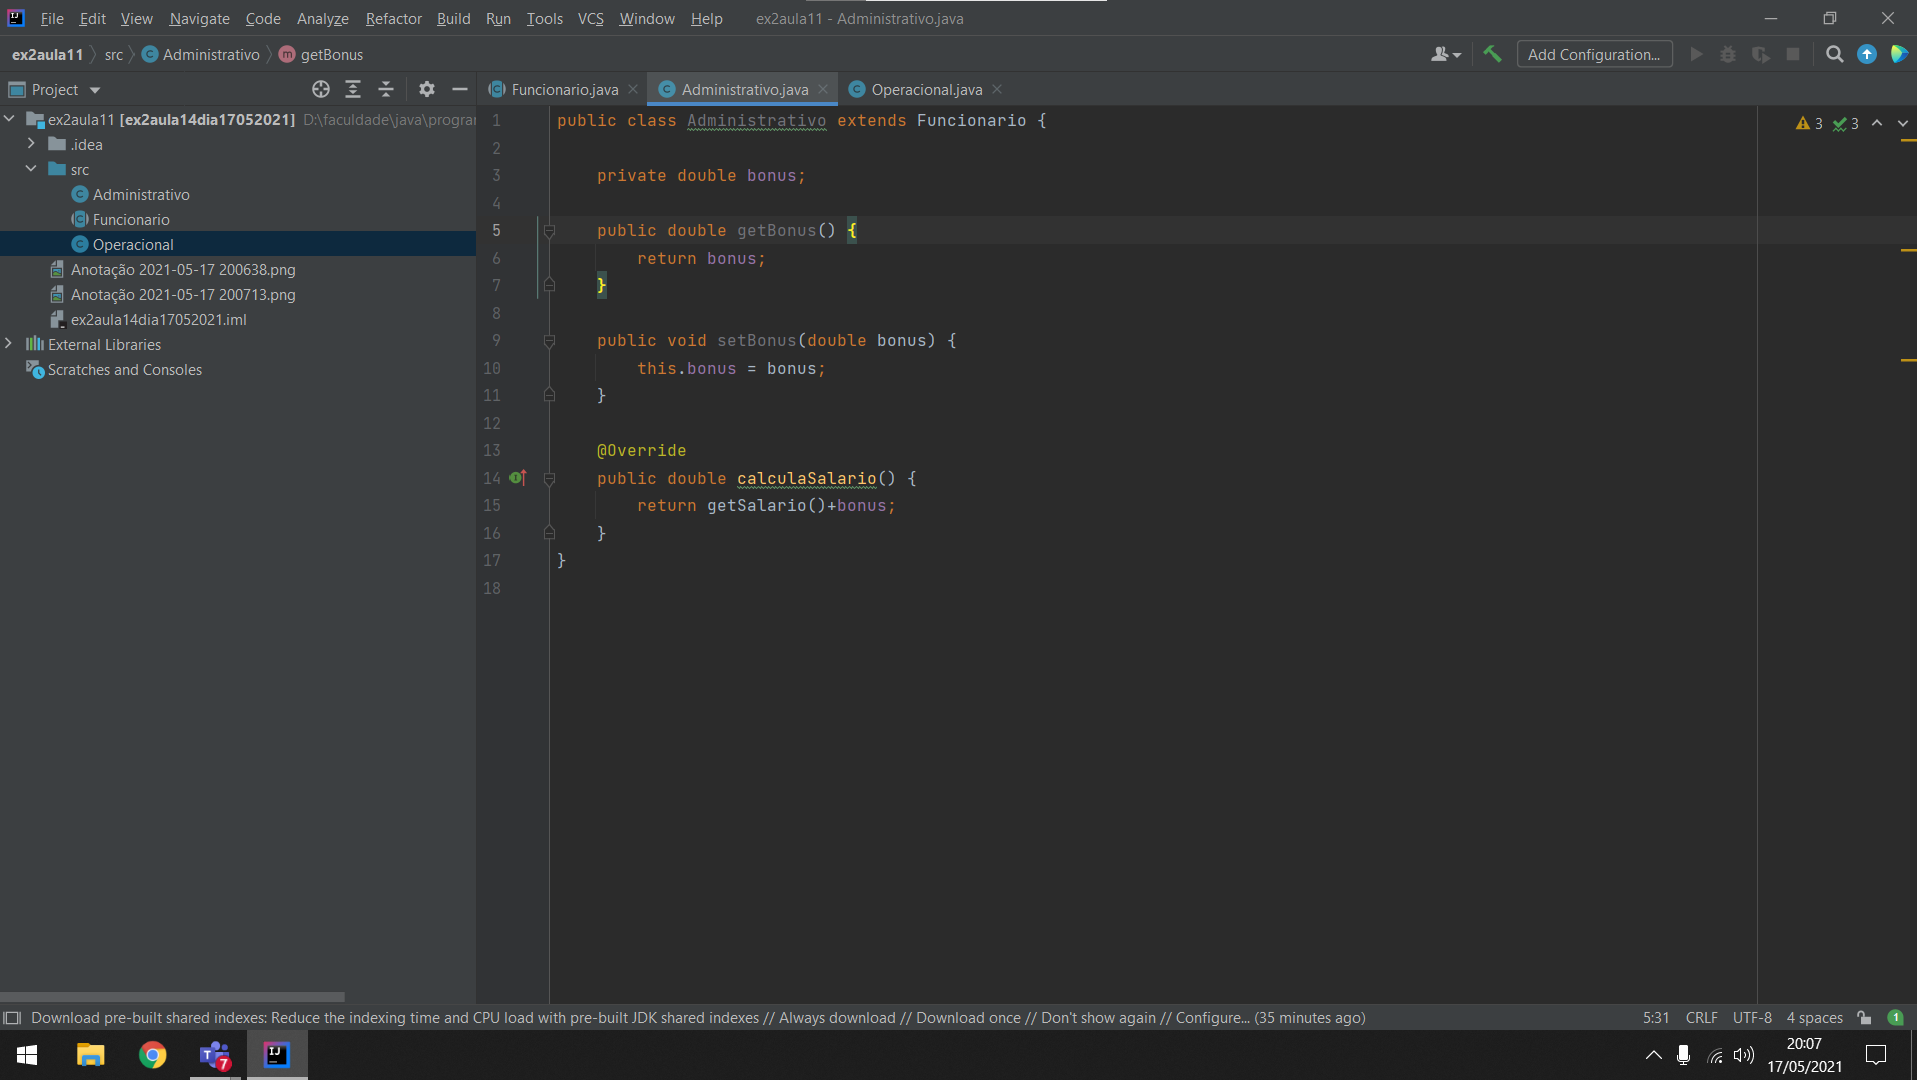 File Edit View Navigate Code Analyze Refactor Build Run Tools VCS Window Help ex2aula11 - Administrativo.java
ex2aula11 src Administrativo getBonus Add Configuration...
Project Funcionario.java Administrativo.java Operacional.java
ex2aula11 [ex2aula14dia17052021] D:\faculdade\java\progra
.idea
src
Administrativo
Funcionario
Operacional
Anotação 2021-05-17 200638.png
Anotação 2021-05-17 200713.png
ex2aula14dia17052021.iml
External Libraries
Scratches and Consoles
3 3
1 public class Administrativo extends Funcionario {
2
3 private double bonus;
4
5 public double getBonus() {
6 return bonus;
7 }
8
9 public void setBonus(double bonus) {
10 this.bonus = bonus;
11 }
12
13 @Override
14 public double calculaSalario() {
15 return getSalario()+bonus;
16 }
17 }
18
Download pre-built shared indexes: Reduce the indexing time and CPU load with pre-built JDK shared indexes // Always download // Download once // Don't show again // Configure... (35 minutes ago) 5:31 CRLF UTF-8 4 spaces 1
7 20:07
17/05/2021